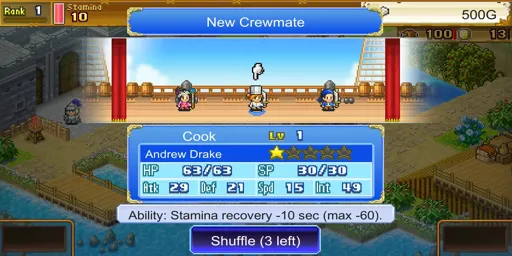 Rank 1
Stamina
10
New Crewmate
500G
100
13
Cook Lv 1
Andrew Drake
HP 63/63 SP 30/30
Atk 29 Def 21 Spd 15 Int 49
Ability: Stamina recovery -10 sec (max -60).
Shuffle (3 left)